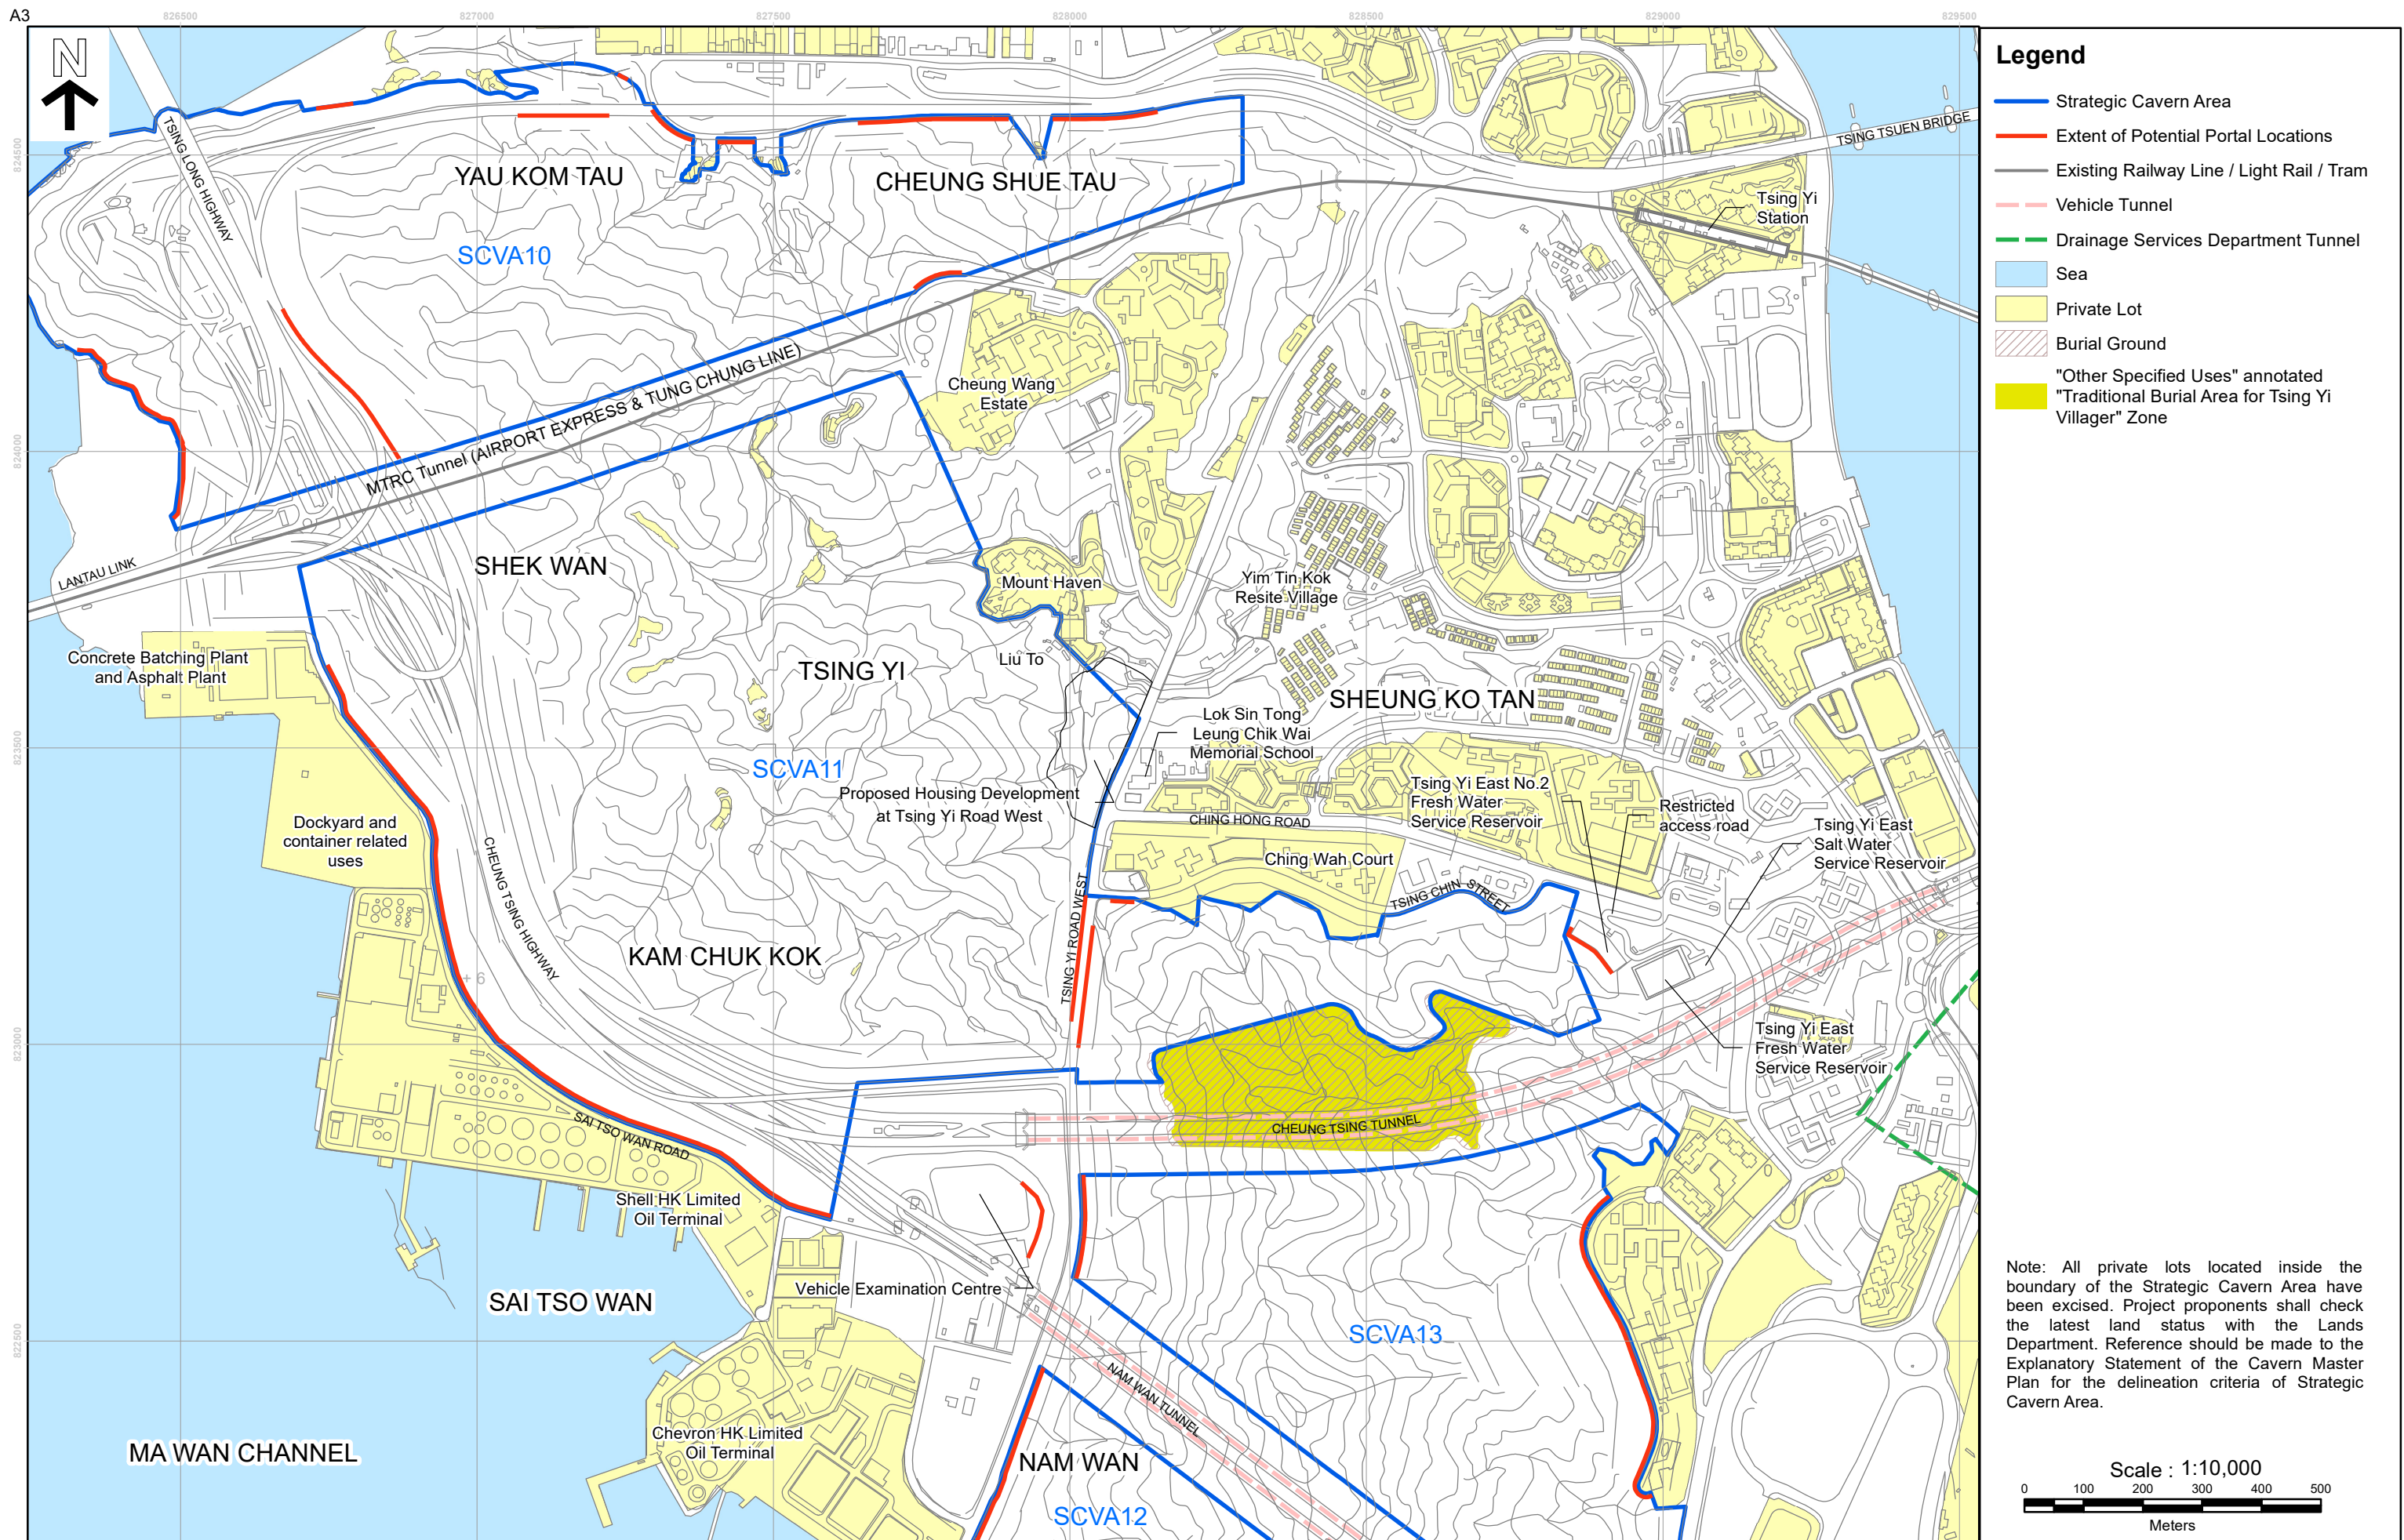 A3
826500
827000
827500
828000
828500
829000
829500
824500
824000
823500
823000
822500
N
TSING LONG HIGHWAY
YAU KOM TAU
CHEUNG SHUE TAU
SCVA10
TSING TSUEN BRIDGE
Tsing Yi
Station
MTRC Tunnel (AIRPORT EXPRESS & TUNG CHUNG LINE)
Cheung Wang
Estate
LANTAU LINK
SHEK WAN
Mount Haven
Yim Tin Kok
Resite Village
Concrete Batching Plant
and Asphalt Plant
Liu To
TSING YI
SHEUNG KO TAN
Lok Sin Tong
Leung Chik Wai
Memorial School
SCVA11
Proposed Housing Development
at Tsing Yi Road West
Tsing Yi East No.2
Fresh Water
Service Reservoir
Restricted
access road
CHING HONG ROAD
Tsing Yi East
Salt Water
Service Reservoir
Dockyard and
container related
uses
Ching Wah Court
TSING CHIN STREET
CHEUNG TSING HIGHWAY
TSING YI ROAD WEST
KAM CHUK KOK
+ 6
Tsing Yi East
Fresh Water
Service Reservoir
CHEUNG TSING TUNNEL
SAI TSO WAN ROAD
Shell HK Limited
Oil Terminal
Vehicle Examination Centre
SAI TSO WAN
SCVA13
NAM WAN TUNNEL
Chevron HK Limited
Oil Terminal
MA WAN CHANNEL
NAM WAN
SCVA12
Legend
Strategic Cavern Area
Extent of Potential Portal Locations
Existing Railway Line / Light Rail / Tram
Vehicle Tunnel
Drainage Services Department Tunnel
Sea
Private Lot
Burial Ground
"Other Specified Uses" annotated
"Traditional Burial Area for Tsing Yi
Villager" Zone
Note: All private lots located inside the
boundary of the Strategic Cavern Area have
been excised. Project proponents shall check
the latest land status with the Lands
Department. Reference should be made to the
Explanatory Statement of the Cavern Master
Plan for the delineation criteria of Strategic
Cavern Area.
Scale : 1:10,000
0 100 200 300 400 500
Meters